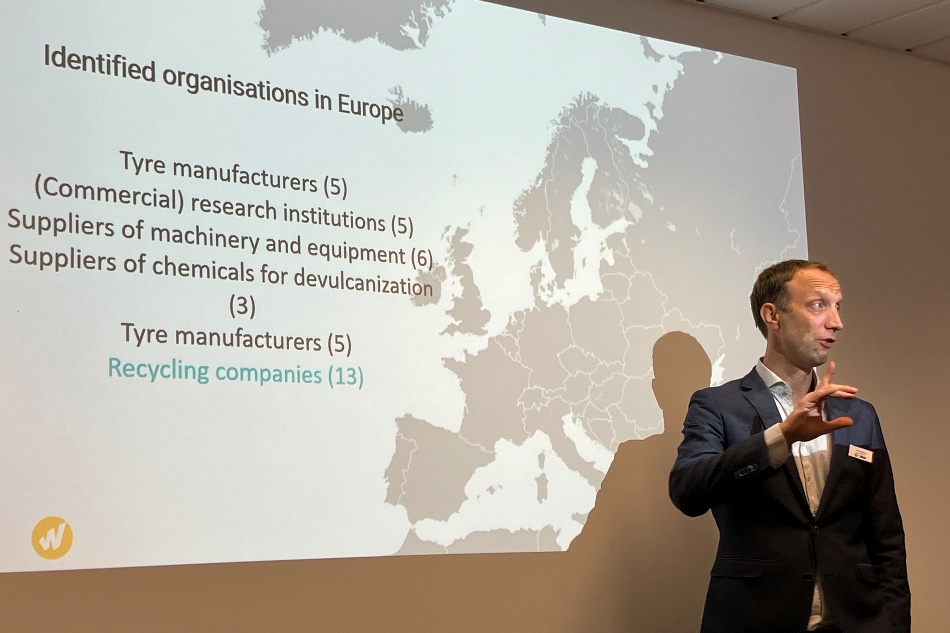 Identified organisations in Europe
Tyre manufacturers (5)
(Commercial) research institutions (5)
Suppliers of machinery and equipment (6)
Suppliers of chemicals for devulcanization
(3)
Tyre manufacturers (5)
Recycling companies (13)
W